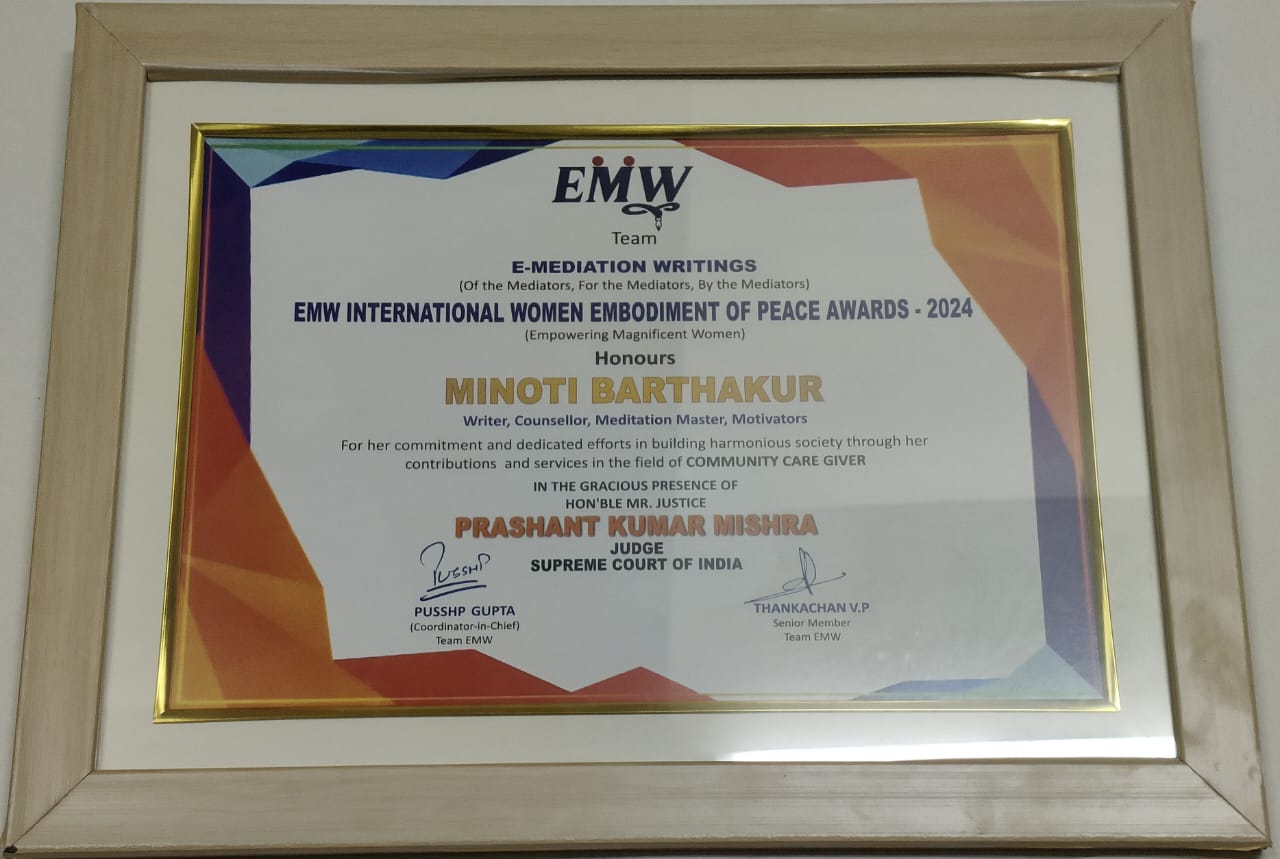 EMW
Team
E-MEDIATION WRITINGS
(Of the Mediators, For the Mediators, By the Mediators)
EMW INTERNATIONAL WOMEN EMBODIMENT OF PEACE AWARDS - 2024
(Empowering Magnificent Women)
Honours
MINOTI BARTHAKUR
Writer, Counsellor, Meditation Master, Motivators
For her commitment and dedicated efforts in building harmonious society through her
contributions and services in the field of COMMUNITY CARE GIVER
IN THE GRACIOUS PRESENCE OF
HON'BLE MR. JUSTICE
PRASHANT KUMAR MISHRA
JUDGE
SUPREME COURT OF INDIA
PUSSHP
PUSSHP GUPTA
(Coordinator-in-Chief)
Team EMW
THANKACHAN V.P
Senior Member
Team EMW